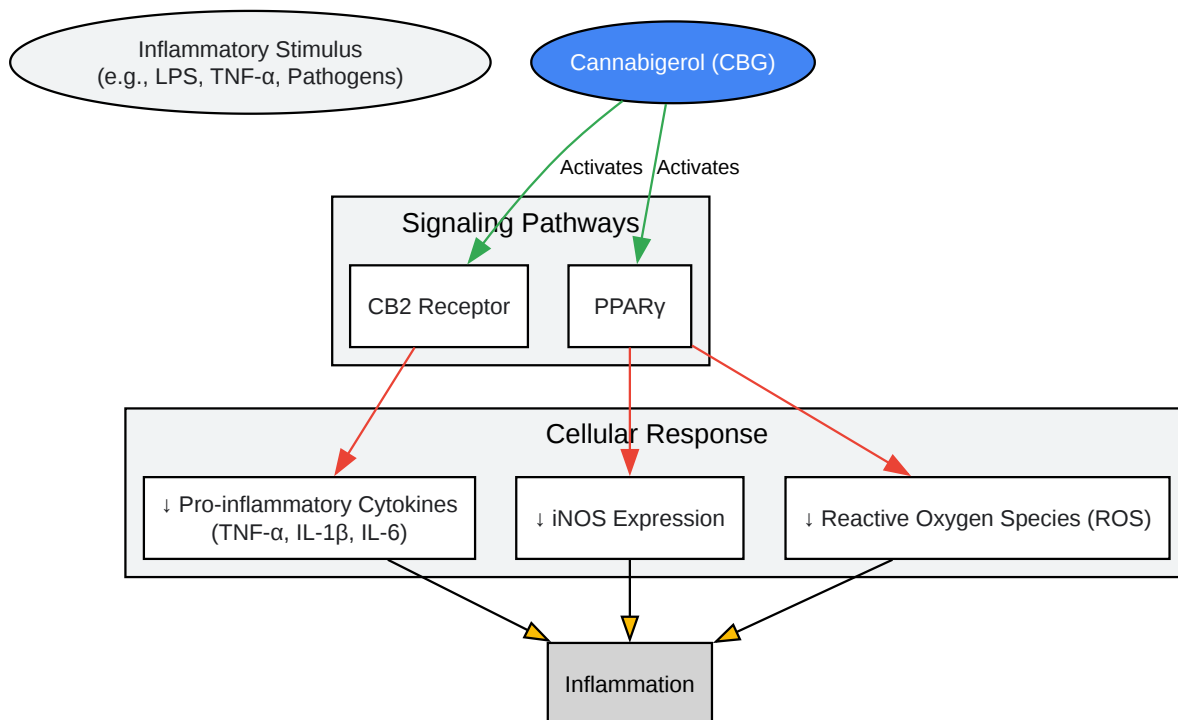 Inflammatory Stimulus
(e.g., LPS, TNF-α, Pathogens)
Cannabigerol (CBG)
Activates
Activates
Signaling Pathways
CB2 Receptor
PPARγ
Cellular Response
↓ Pro-inflammatory Cytokines
(TNF-α, IL-1β, IL-6)
↓ iNOS Expression
↓ Reactive Oxygen Species (ROS)
Inflammation